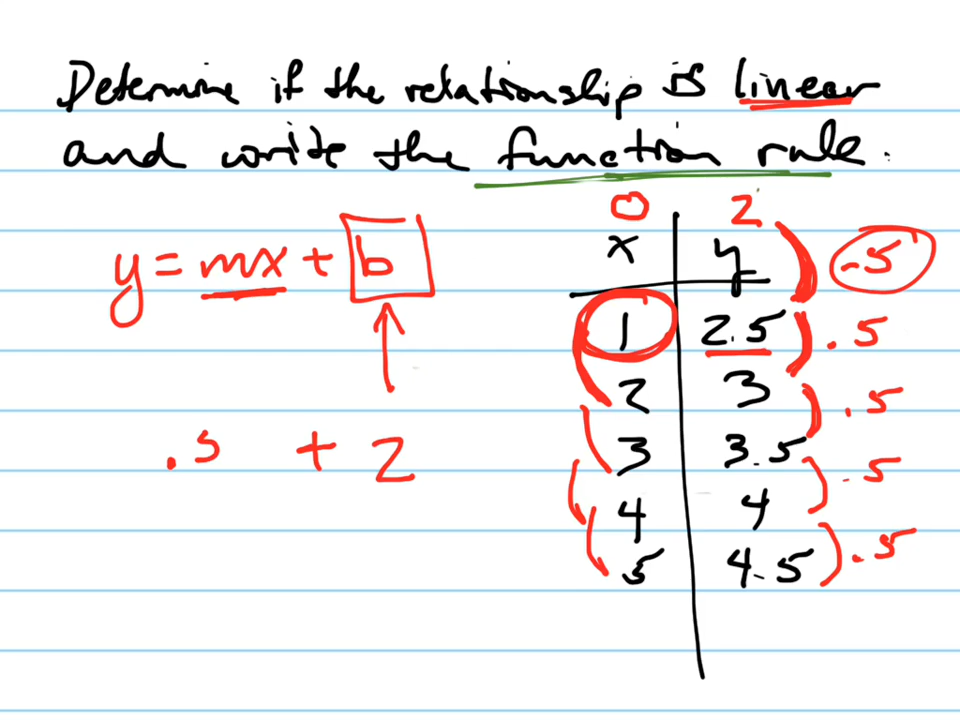 Determine if the relationship is linear
and write the function rule.
0 2
y = mx + b
x y
.5
1 2.5
.5
2 3
.5
3 3.5
.5 + 2
.5
4 4
.5
5 4.5